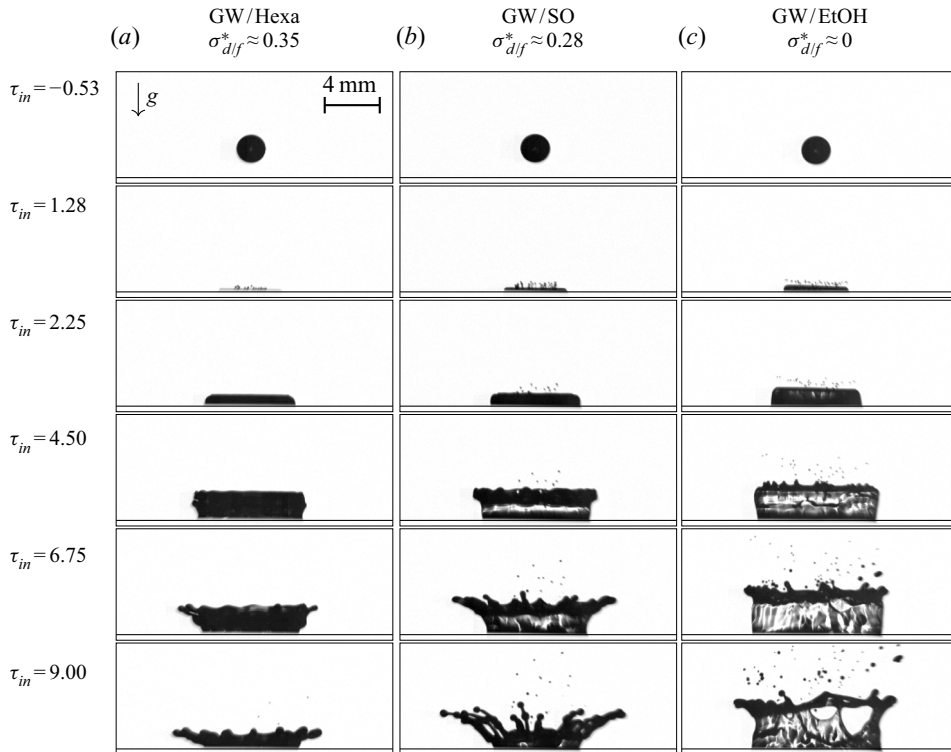 GW/Hexa
(a) σ*d/f ≈ 0.35
GW/SO
(b) σ*d/f ≈ 0.28
GW/EtOH
(c) σ*d/f ≈ 0
τin = −0.53
g
4 mm
τin = 1.28
τin = 2.25
τin = 4.50
τin = 6.75
τin = 9.00